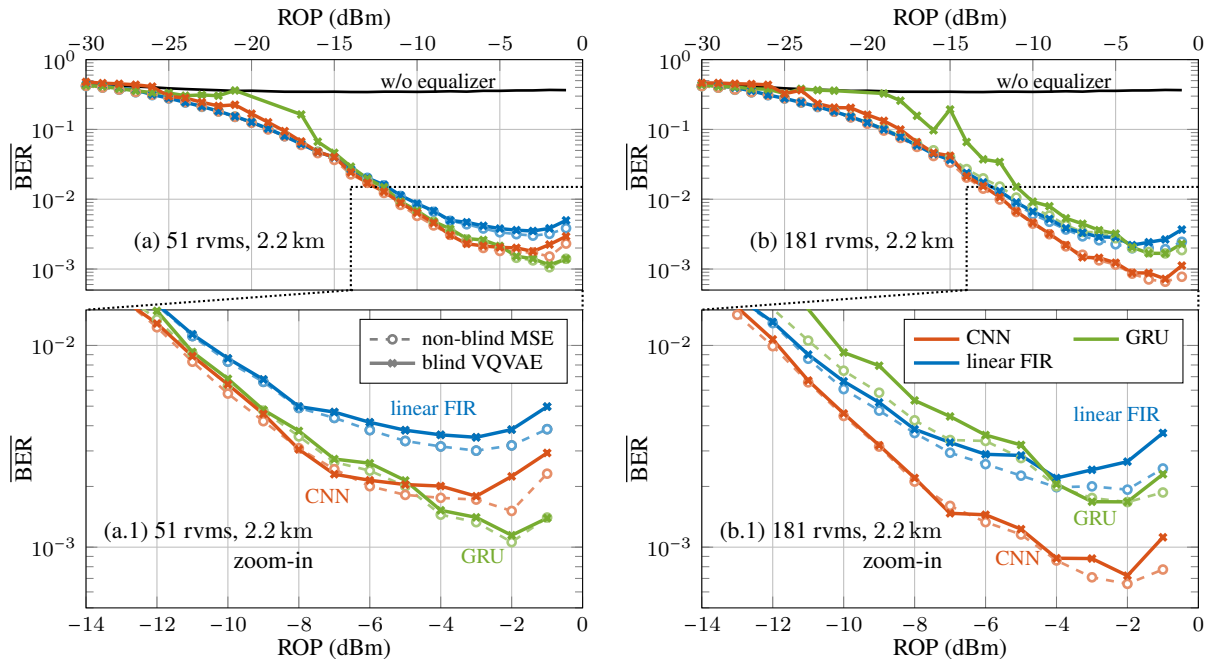 ROP (dBm)
ROP (dBm)
−30 −25 −20 −15 −10 −5 0
−30 −25 −20 −15 −10 −5 0
10^0
10^−1
10^−2
10^−3
BER
w/o equalizer
(a) 51 rvms, 2.2 km
10^0
10^−1
10^−2
10^−3
BER
w/o equalizer
(b) 181 rvms, 2.2 km
10^−2
10^−3
BER
non-blind MSE
blind VQVAE
linear FIR
CNN
GRU
(a.1) 51 rvms, 2.2 km
zoom-in
−14 −12 −10 −8 −6 −4 −2 0
ROP (dBm)
10^−2
10^−3
BER
CNN GRU
linear FIR
linear FIR
GRU
CNN
(b.1) 181 rvms, 2.2 km
zoom-in
−14 −12 −10 −8 −6 −4 −2 0
ROP (dBm)